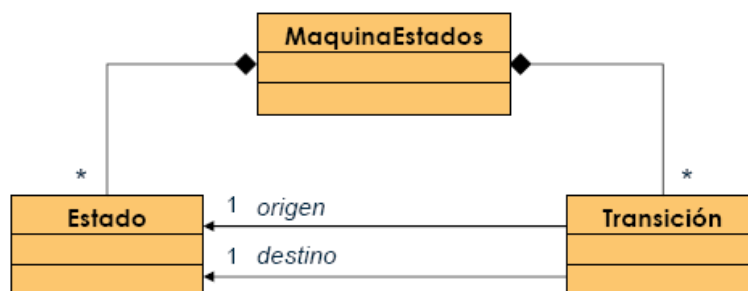 MaquinaEstados
* *
Estado 1 origen Transición
1 destino